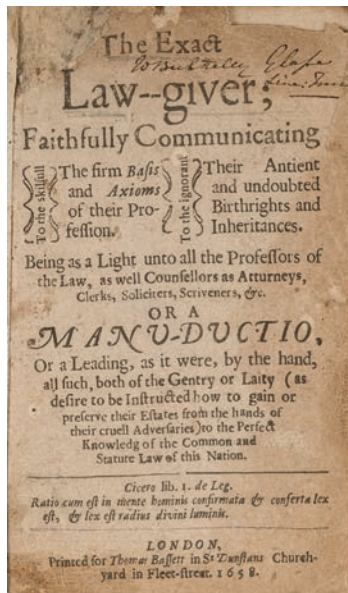 The Exact
W Bulkeley
Law--giver;
Faithfully Communicating
To the skilfull
The firm Basis
and Axioms
of their Pro-
feſſion.
To the ignorant
Their Antient
and undoubted
Birthrights and
Inheritances.
Being as a Light unto all the Profeſſors of
the Law, as well Counſellors as Atturneys,
Clerks, Soliciters, Scriveners, &c.
OR A
MANU-DUCTIO,
Or a Leading, as it were, by the hand,
all ſuch, both of the Gentry or Laity (as
deſire to be Inſtructed how to gain or
preſerve their Eſtates from the hands of
their cruell Adverſaries) to the Perfect
Knowledg of the Common and
Statute Law of this Nation.
Cicero lib. 1. de Leg.
Ratio cum eſt in mente hominis confirmata & conferta lex
eſt, & lex eſt radius divini luminis.
LONDON,
Printed for Thomas Baſſett in St Dunſtans Church-
yard in Fleet-ſtreet. 1658.